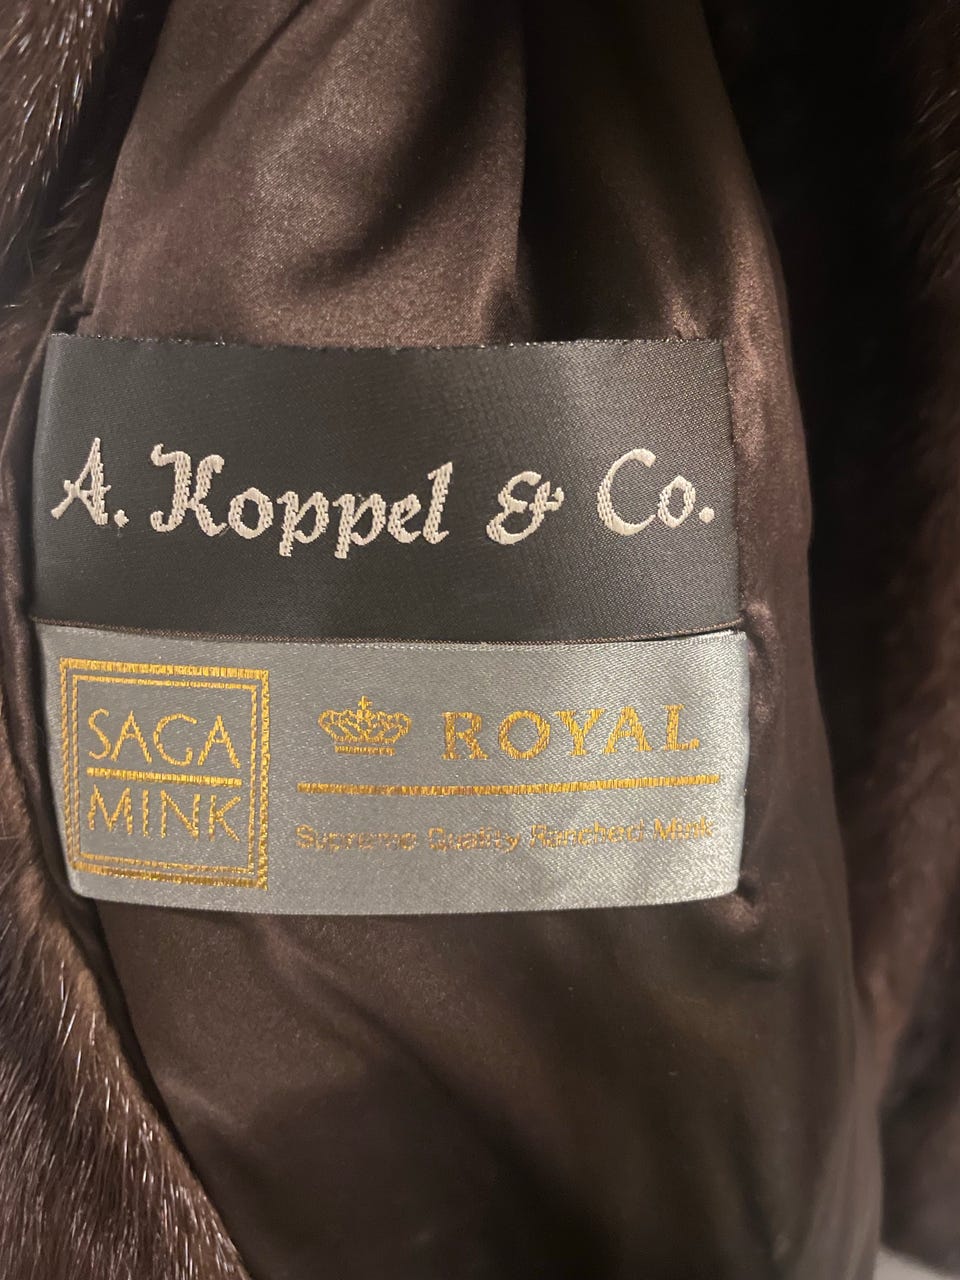 A. Koppel & Co.
SAGA
MINK
ROYAL
Supreme Quality Ranched Mink